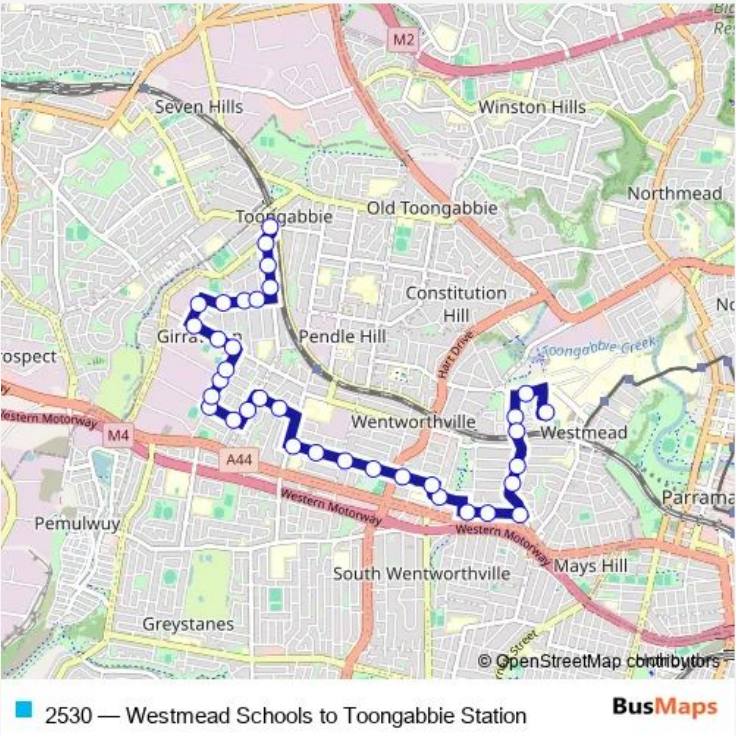 M2
Seven Hills
Winston Hills
Northmead
Toongabbie
Old Toongabbie
Constitution
Hill
Pendle Hill
Hart Drive
Toongabbie Creek
Wentworthville
Westmead
Western Motorway
M4
A44
Western Motorway
Western Motorway
Parrama
Pemulwuy
Mays Hill
South Wentworthville
Greystanes
Street
© OpenStreetMap contributors
2530 — Westmead Schools to Toongabbie Station
BusMaps